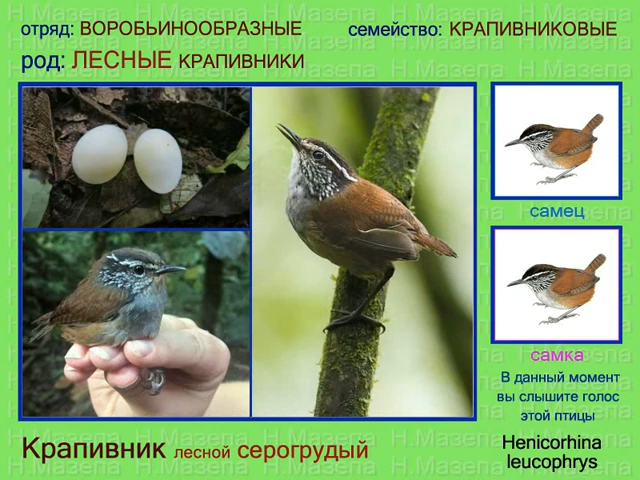 отряд: ВОРОБЬИНООБРАЗНЫЕ семейство: КРАПИВНИКОВЫЕ
род: ЛЕСНЫЕ КРАПИВНИКИ
самец
самка
В данный момент
вы слышите голос
этой птицы
Крапивник лесной серогрудый
Henicorhina
leucophrys
Н.Мазепа